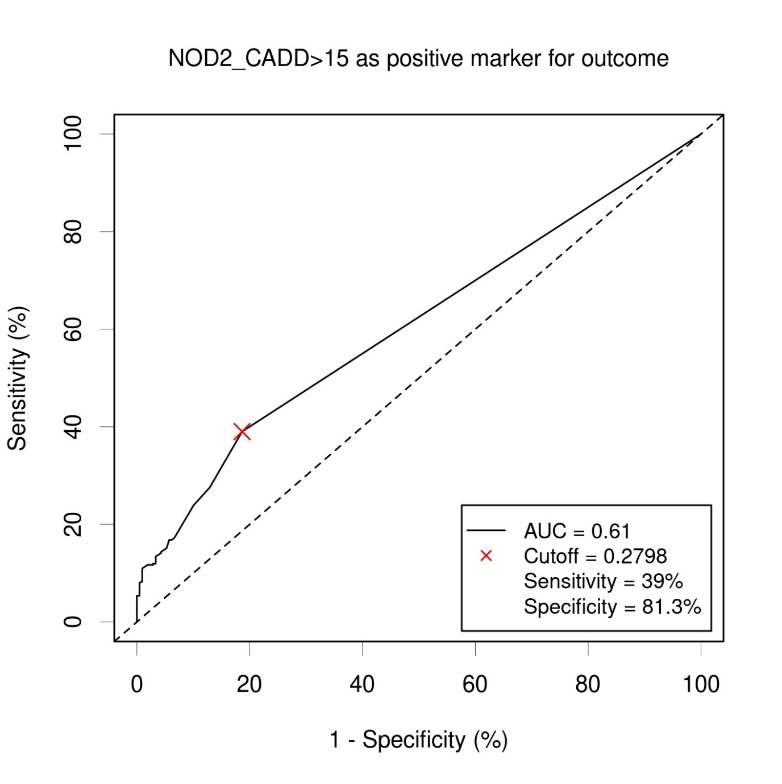 NOD2_CADD>15 as positive marker for outcome
Sensitivity (%)
100
80
60
40
20
0
AUC = 0.61
Cutoff = 0.2798
Sensitivity = 39%
Specificity = 81.3%
0 20 40 60 80 100
1 - Specificity (%)